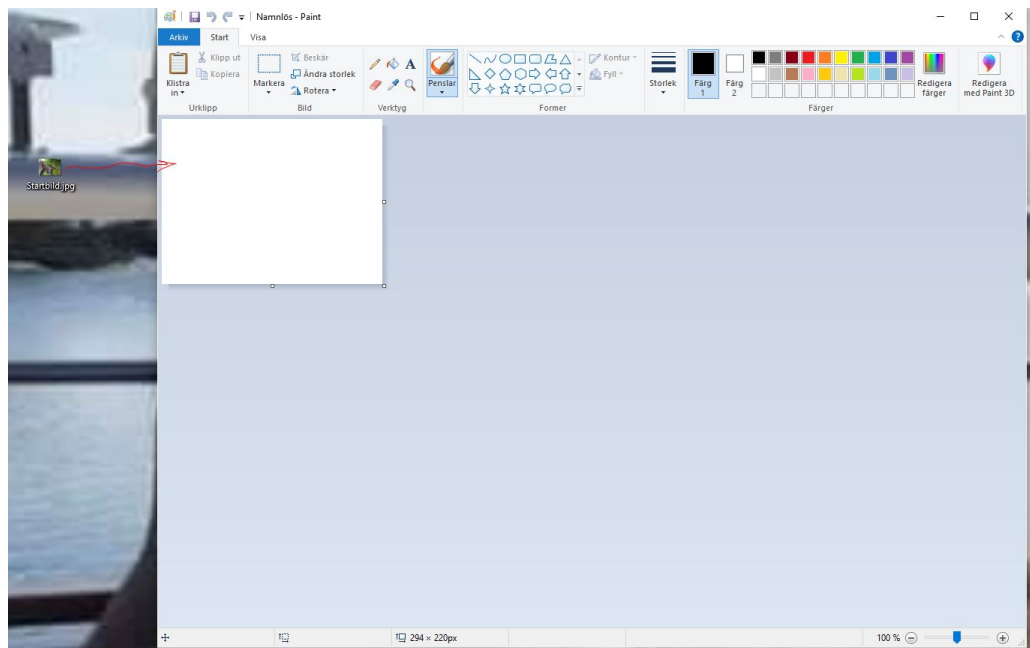 Namnlös - Paint
Arkiv Start Visa
Klistra in
Klipp ut
Kopiera
Urklipp
Markera
Beskär
Ändra storlek
Rotera
Bild
A
Verktyg
Penslar
Kontur
Fyll
Former
Storlek
Färg 1
Färg 2
Redigera färger
Färger
Redigera med Paint 3D
Startbild.jpg
294 × 220px
100 %